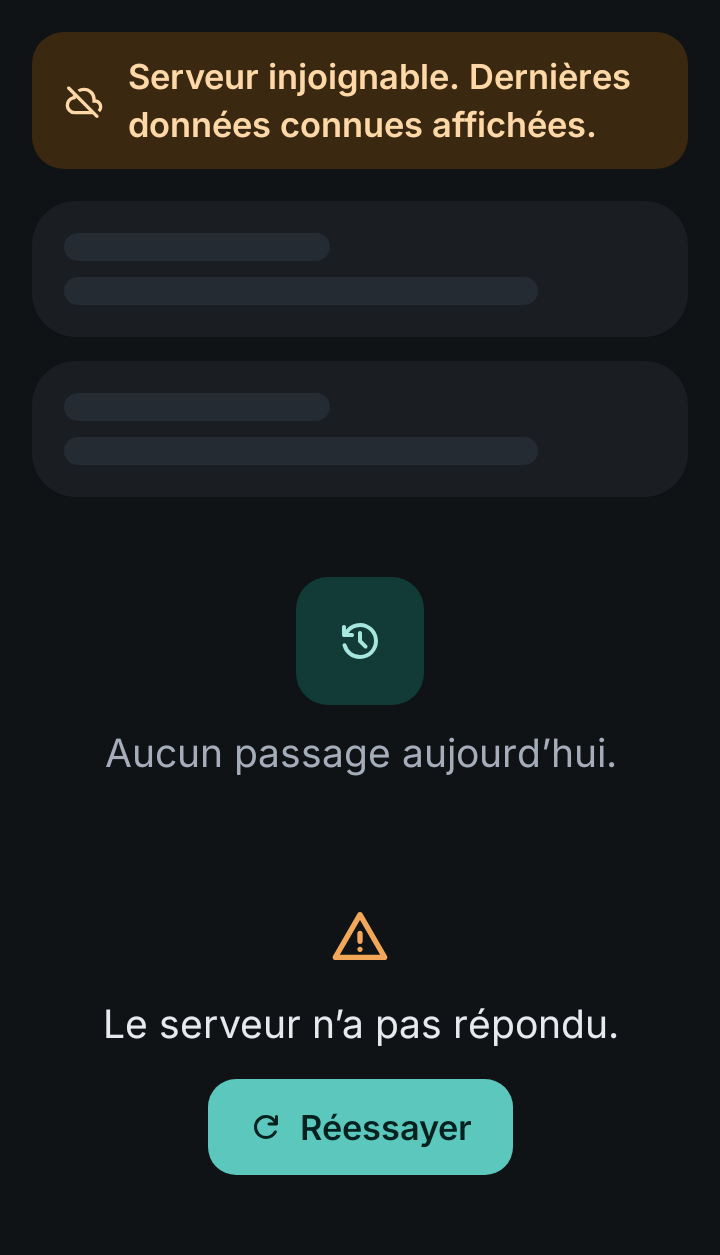 Serveur injoignable. Dernières
données connues affichées.
Aucun passage aujourd’hui.
Le serveur n’a pas répondu.
Réessayer